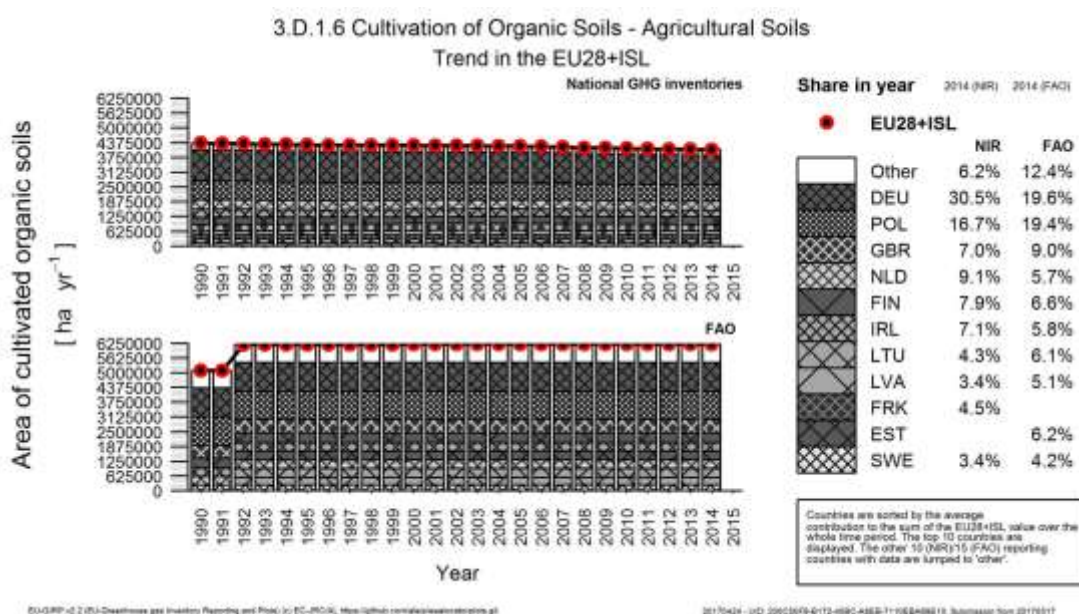 3.D.1.6 Cultivation of Organic Soils - Agricultural Soils
Trend in the EU28+ISL
National GHG inventories
Area of cultivated organic soils
[ ha yr⁻¹ ]
6250000
5625000
5000000
4375000
3750000
3125000
2500000
1875000
1250000
625000
0
1990 1991 1992 1993 1994 1995 1996 1997 1998 1999 2000 2001 2002 2003 2004 2005 2006 2007 2008 2009 2010 2011 2012 2013 2014 2015
FAO
6250000
5625000
5000000
4375000
3750000
3125000
2500000
1875000
1250000
625000
0
1990 1991 1992 1993 1994 1995 1996 1997 1998 1999 2000 2001 2002 2003 2004 2005 2006 2007 2008 2009 2010 2011 2012 2013 2014 2015
Year
Share in year 2014 (NIR) 2014 (FAO)
EU28+ISL
NIR FAO
Other 6.2% 12.4%
DEU 30.5% 19.6%
POL 16.7% 19.4%
GBR 7.0% 9.0%
NLD 9.1% 5.7%
FIN 7.9% 6.6%
IRL 7.1% 5.8%
LTU 4.3% 6.1%
LVA 3.4% 5.1%
FRK 4.5%
EST 6.2%
SWE 3.4% 4.2%
Countries are sorted by the average
contribution to the sum of the EU28+ISL value over the
whole time period. The top 10 countries are
displayed. The other 10 (NIR)/15 (FAO) reporting
countries with data are lumped to 'other'.